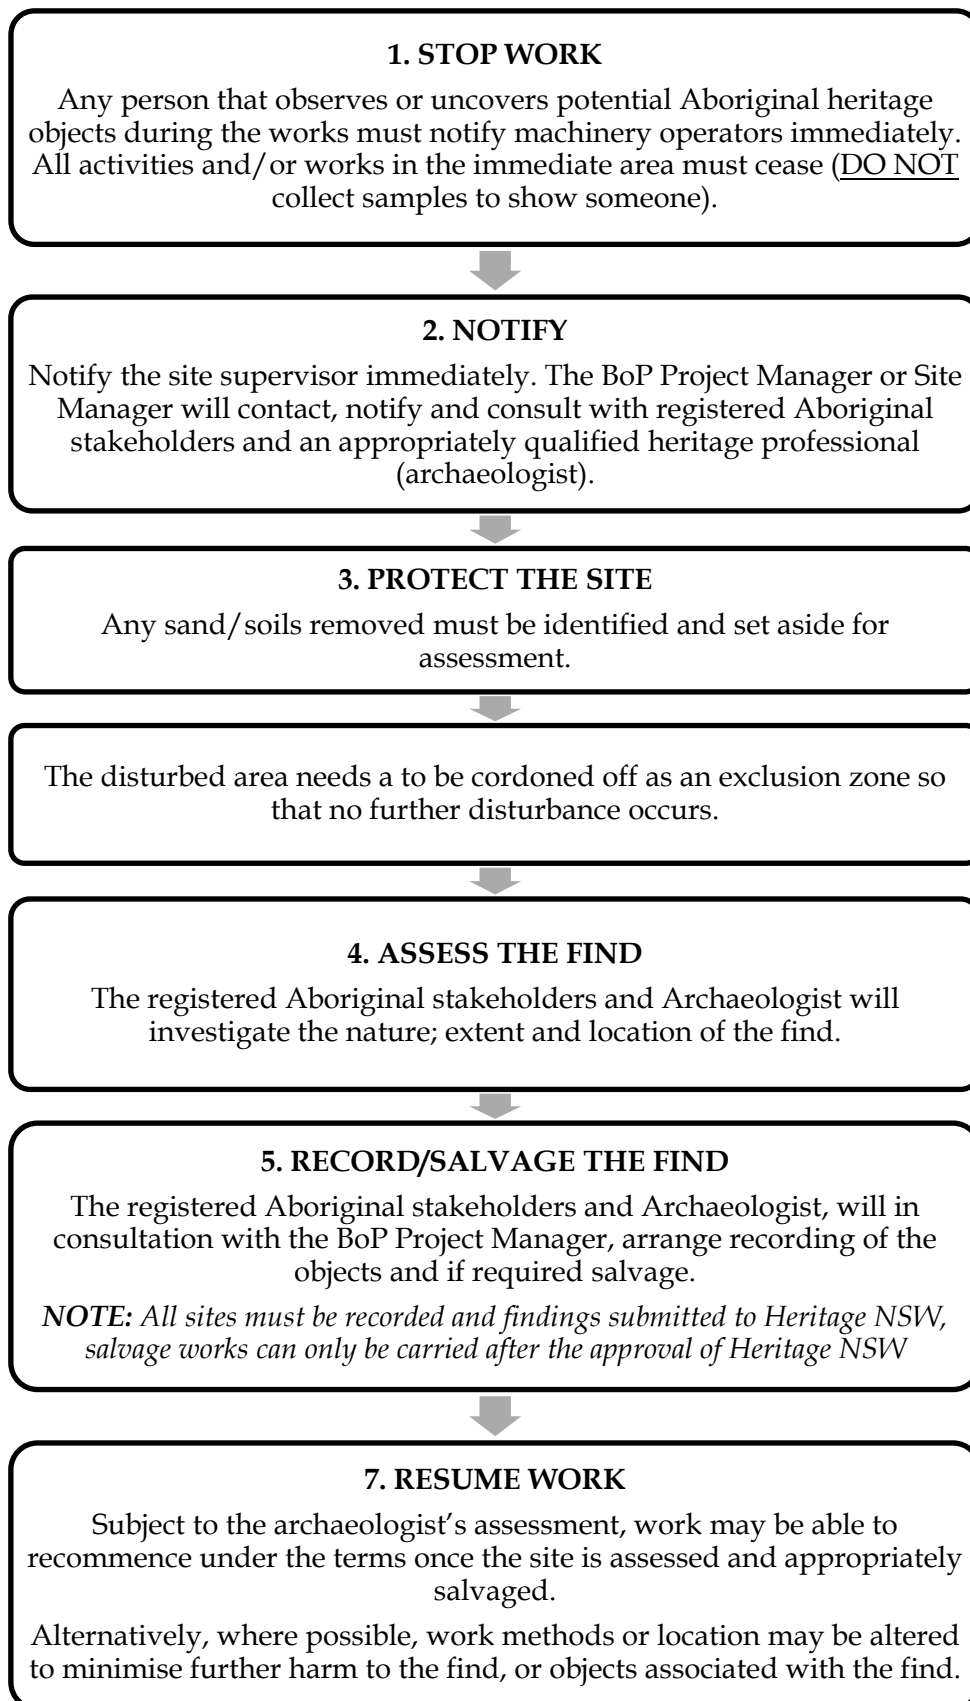 1. STOP WORK
Any person that observes or uncovers potential Aboriginal heritage
objects during the works must notify machinery operators immediately.
All activities and/or works in the immediate area must cease (DO NOT
collect samples to show someone).
2. NOTIFY
Notify the site supervisor immediately. The BoP Project Manager or Site
Manager will contact, notify and consult with registered Aboriginal
stakeholders and an appropriately qualified heritage professional
(archaeologist).
3. PROTECT THE SITE
Any sand/soils removed must be identified and set aside for
assessment.
The disturbed area needs a to be cordoned off as an exclusion zone so
that no further disturbance occurs.
4. ASSESS THE FIND
The registered Aboriginal stakeholders and Archaeologist will
investigate the nature; extent and location of the find.
5. RECORD/SALVAGE THE FIND
The registered Aboriginal stakeholders and Archaeologist, will in
consultation with the BoP Project Manager, arrange recording of the
objects and if required salvage.
NOTE: All sites must be recorded and findings submitted to Heritage NSW,
salvage works can only be carried after the approval of Heritage NSW
7. RESUME WORK
Subject to the archaeologist's assessment, work may be able to
recommence under the terms once the site is assessed and appropriately
salvaged.
Alternatively, where possible, work methods or location may be altered
to minimise further harm to the find, or objects associated with the find.